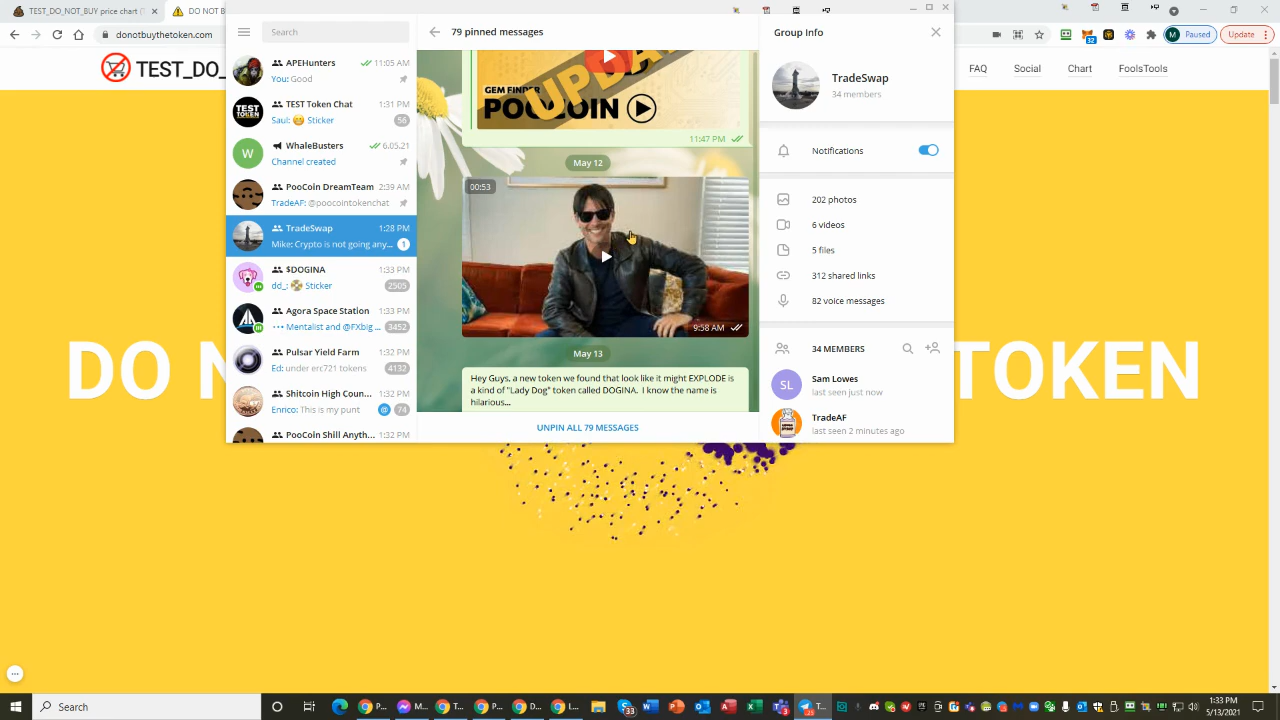 TEST_DO_NOT_BUY price chart |
DO NOT B
donotbuythetoken.com
32
M
Paused
Update
TEST_DO_
FAQ
Social
Chart
FoolsTools
DO N
TOKEN
Search
APEHunters
11:05 AM
You: Good
TEST TOKEN
TEST Token Chat
1:31 PM
Saul: Sticker
56
W
WhaleBusters
6.05.21
Channel created
PooCoin DreamTeam
2:39 AM
TradeAF: @poocointokenchat
TradeSwap
1:28 PM
Mike: Crypto is not going any...
1
$DOGINA
1:33 PM
dd_: Sticker
2505
Agora Space Station
1:33 PM
Mentalist and @FXbig ...
3452
Pulsar Yield Farm
1:32 PM
Ed: under erc721 tokens
4132
Shitcoin High Coun...
1:32 PM
Enrico: This is my punt
@
74
PooCoin Shill Anyth...
1:32 PM
79 pinned messages
GEM FINDER
POOCOIN
11:47 PM
May 12
00:53
9:58 AM
May 13
Hey Guys, a new token we found that look like it might EXPLODE is
a kind of "Lady Dog" token called DOGINA. I know the name is
hilarious...
UNPIN ALL 79 MESSAGES
Group Info
TradeSwap
34 members
Notifications
202 photos
6 videos
5 files
312 shared links
82 voice messages
34 MEMBERS
SL
Sam Lowes
last seen just now
TradeAF
last seen 2 minutes ago
Search
P...
M...
P...
P...
D...
L...
33
1:33 PM
5/13/2021